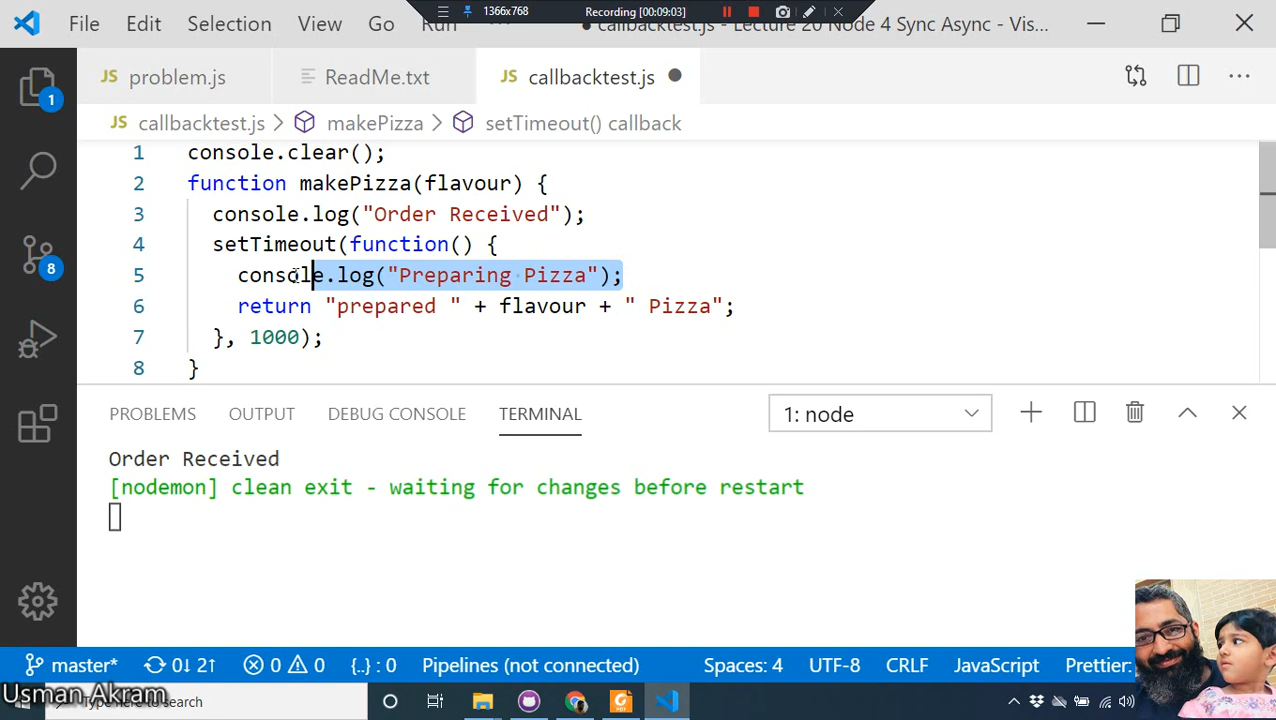 1366x768 Recording [00:09:03]
File Edit Selection View Go Run ... callbacktest.js - Lecture 20 Node 4 Sync Async - Vis...
JS problem.js ReadMe.txt JS callbacktest.js
JS callbacktest.js > makePizza > setTimeout() callback
1 console.clear();
2 function makePizza(flavour) {
3 console.log("Order Received");
4 setTimeout(function() {
5 console.log("Preparing Pizza");
6 return "prepared " + flavour + " Pizza";
7 }, 1000);
8 }
PROBLEMS OUTPUT DEBUG CONSOLE TERMINAL 1: node
Order Received
[nodemon] clean exit - waiting for changes before restart
1
8
master* 0↓ 2↑ 0 0 {..} : 0 Pipelines (not connected) Spaces: 4 UTF-8 CRLF JavaScript Prettier:
Usman Akram
Type here to search